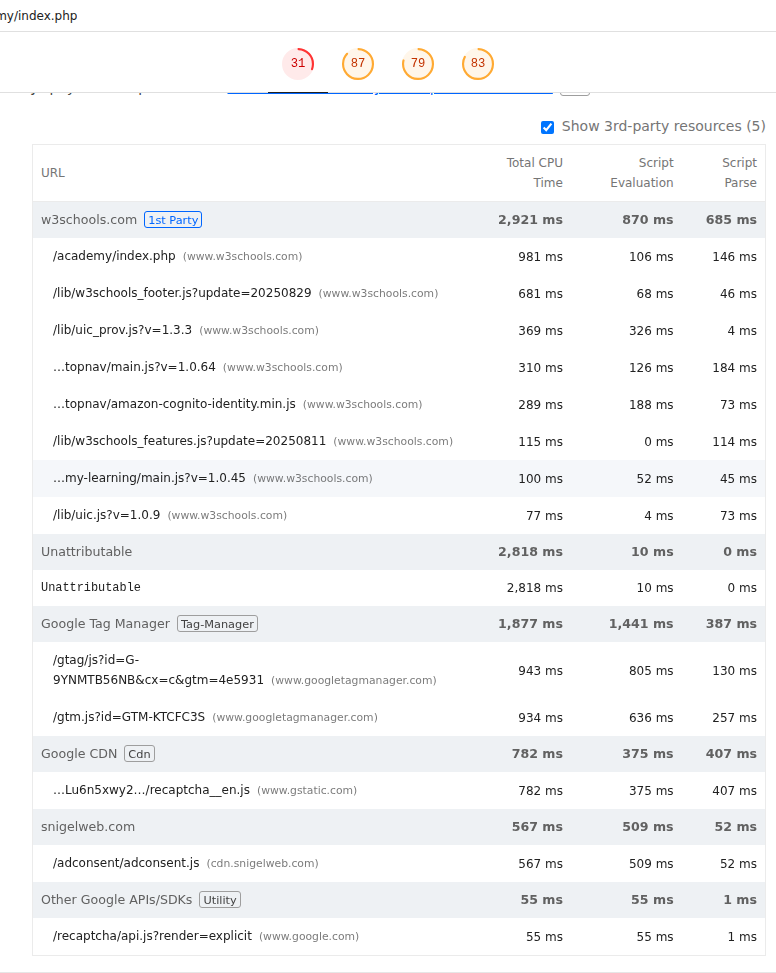 my/index.php
31 87 79 83
Show 3rd-party resources (5)
URL Total CPU Time Script Evaluation Script Parse
w3schools.com 1st Party 2,921 ms 870 ms 685 ms
/academy/index.php (www.w3schools.com) 981 ms 106 ms 146 ms
/lib/w3schools_footer.js?update=20250829 (www.w3schools.com) 681 ms 68 ms 46 ms
/lib/uic_prov.js?v=1.3.3 (www.w3schools.com) 369 ms 326 ms 4 ms
…topnav/main.js?v=1.0.64 (www.w3schools.com) 310 ms 126 ms 184 ms
…topnav/amazon-cognito-identity.min.js (www.w3schools.com) 289 ms 188 ms 73 ms
/lib/w3schools_features.js?update=20250811 (www.w3schools.com) 115 ms 0 ms 114 ms
…my-learning/main.js?v=1.0.45 (www.w3schools.com) 100 ms 52 ms 45 ms
/lib/uic.js?v=1.0.9 (www.w3schools.com) 77 ms 4 ms 73 ms
Unattributable 2,818 ms 10 ms 0 ms
Unattributable 2,818 ms 10 ms 0 ms
Google Tag Manager Tag-Manager 1,877 ms 1,441 ms 387 ms
/gtag/js?id=G-
9YNMTB56NB&cx=c&gtm=4e5931 (www.googletagmanager.com) 943 ms 805 ms 130 ms
/gtm.js?id=GTM-KTCFC3S (www.googletagmanager.com) 934 ms 636 ms 257 ms
Google CDN Cdn 782 ms 375 ms 407 ms
…Lu6n5xwy2…/recaptcha__en.js (www.gstatic.com) 782 ms 375 ms 407 ms
snigelweb.com 567 ms 509 ms 52 ms
/adconsent/adconsent.js (cdn.snigelweb.com) 567 ms 509 ms 52 ms
Other Google APIs/SDKs Utility 55 ms 55 ms 1 ms
/recaptcha/api.js?render=explicit (www.google.com) 55 ms 55 ms 1 ms